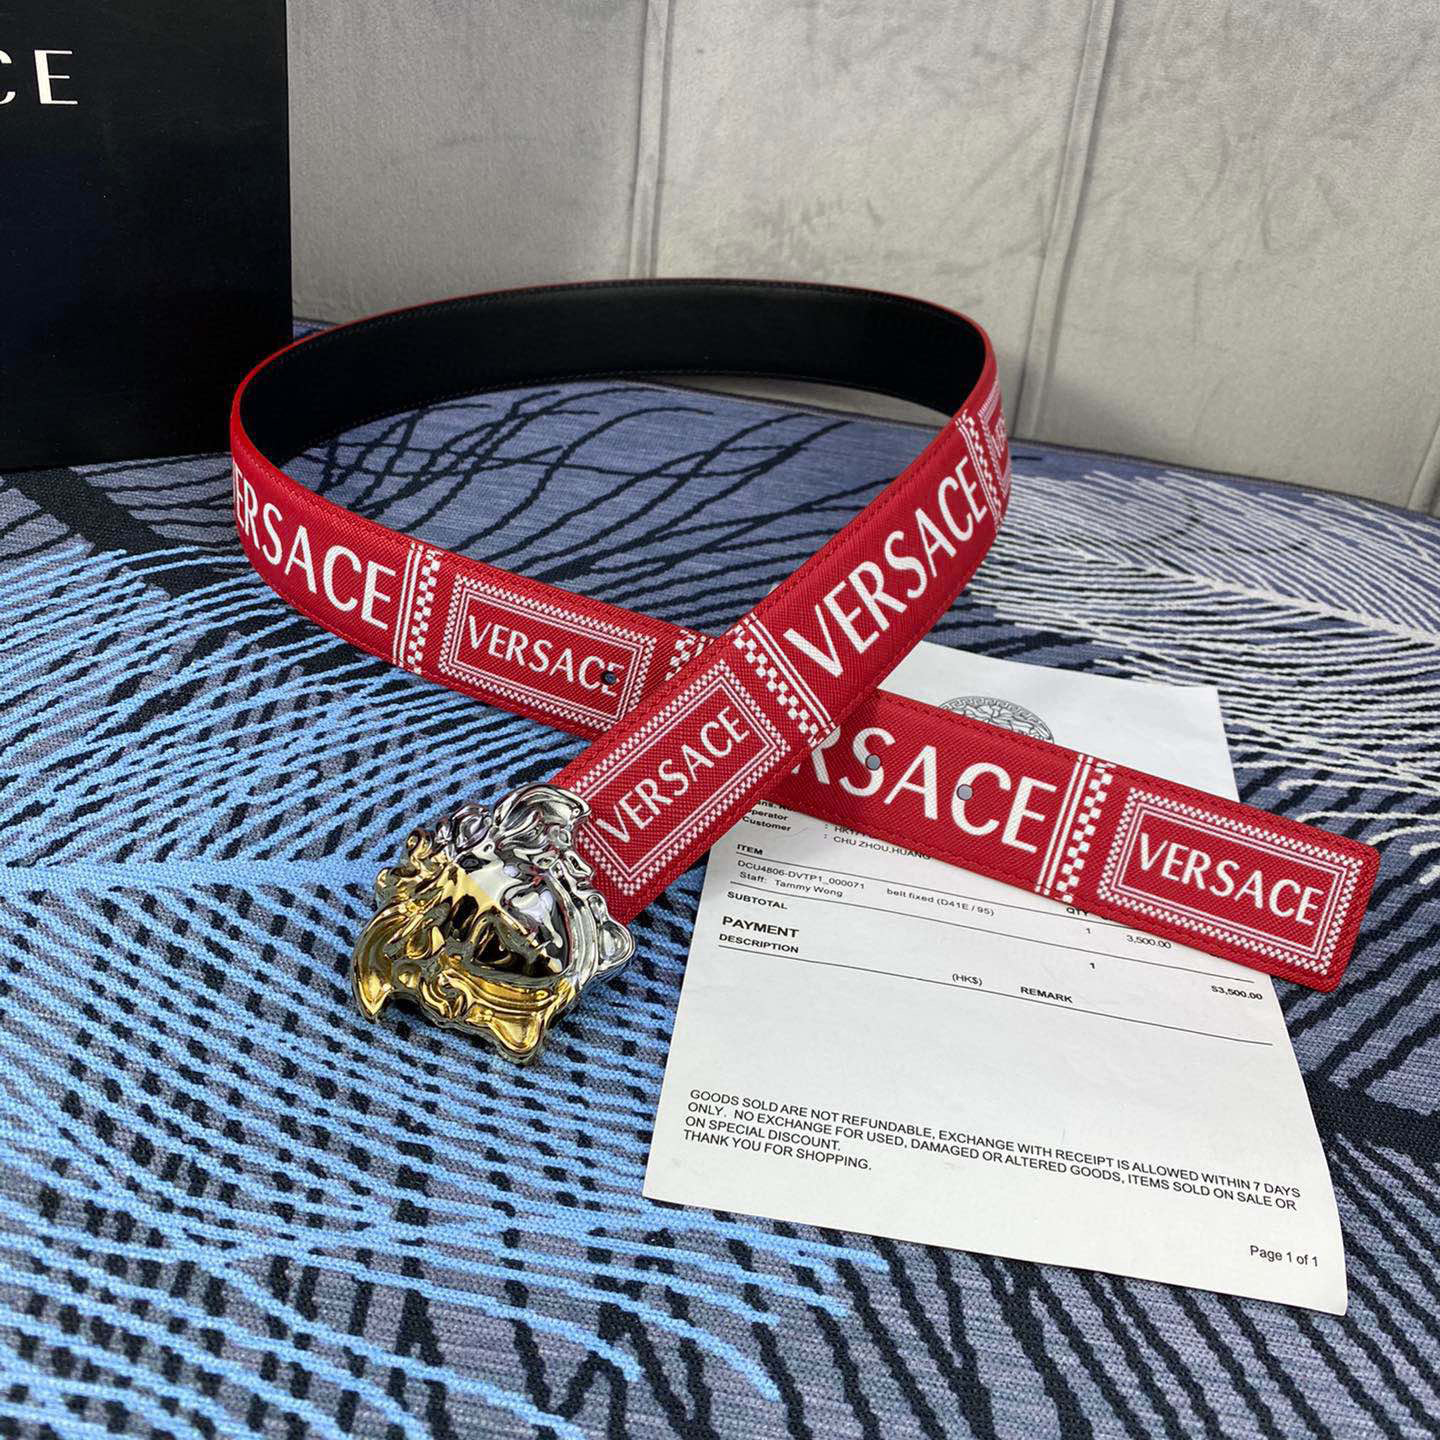 CE
ERSACE
VERSACE
VERSACE
VERSACE
VERSACE
RSACE
VERSACE
Customer : CHU ZHOU.HUANG
ITEM QTY
DCU4806-DVTP1_000071 belt fixed (D41E / 95) 1 3,500.00
Staff: Tammy Wong
SUBTOTAL 1 S3,500.00
PAYMENT
DESCRIPTION (HK$) REMARK
GOODS SOLD ARE NOT REFUNDABLE, EXCHANGE WITH RECEIPT IS ALLOWED WITHIN 7 DAYS
ONLY. NO EXCHANGE FOR USED, DAMAGED OR ALTERED GOODS, ITEMS SOLD ON SALE OR
ON SPECIAL DISCOUNT.
THANK YOU FOR SHOPPING.
Page 1 of 1